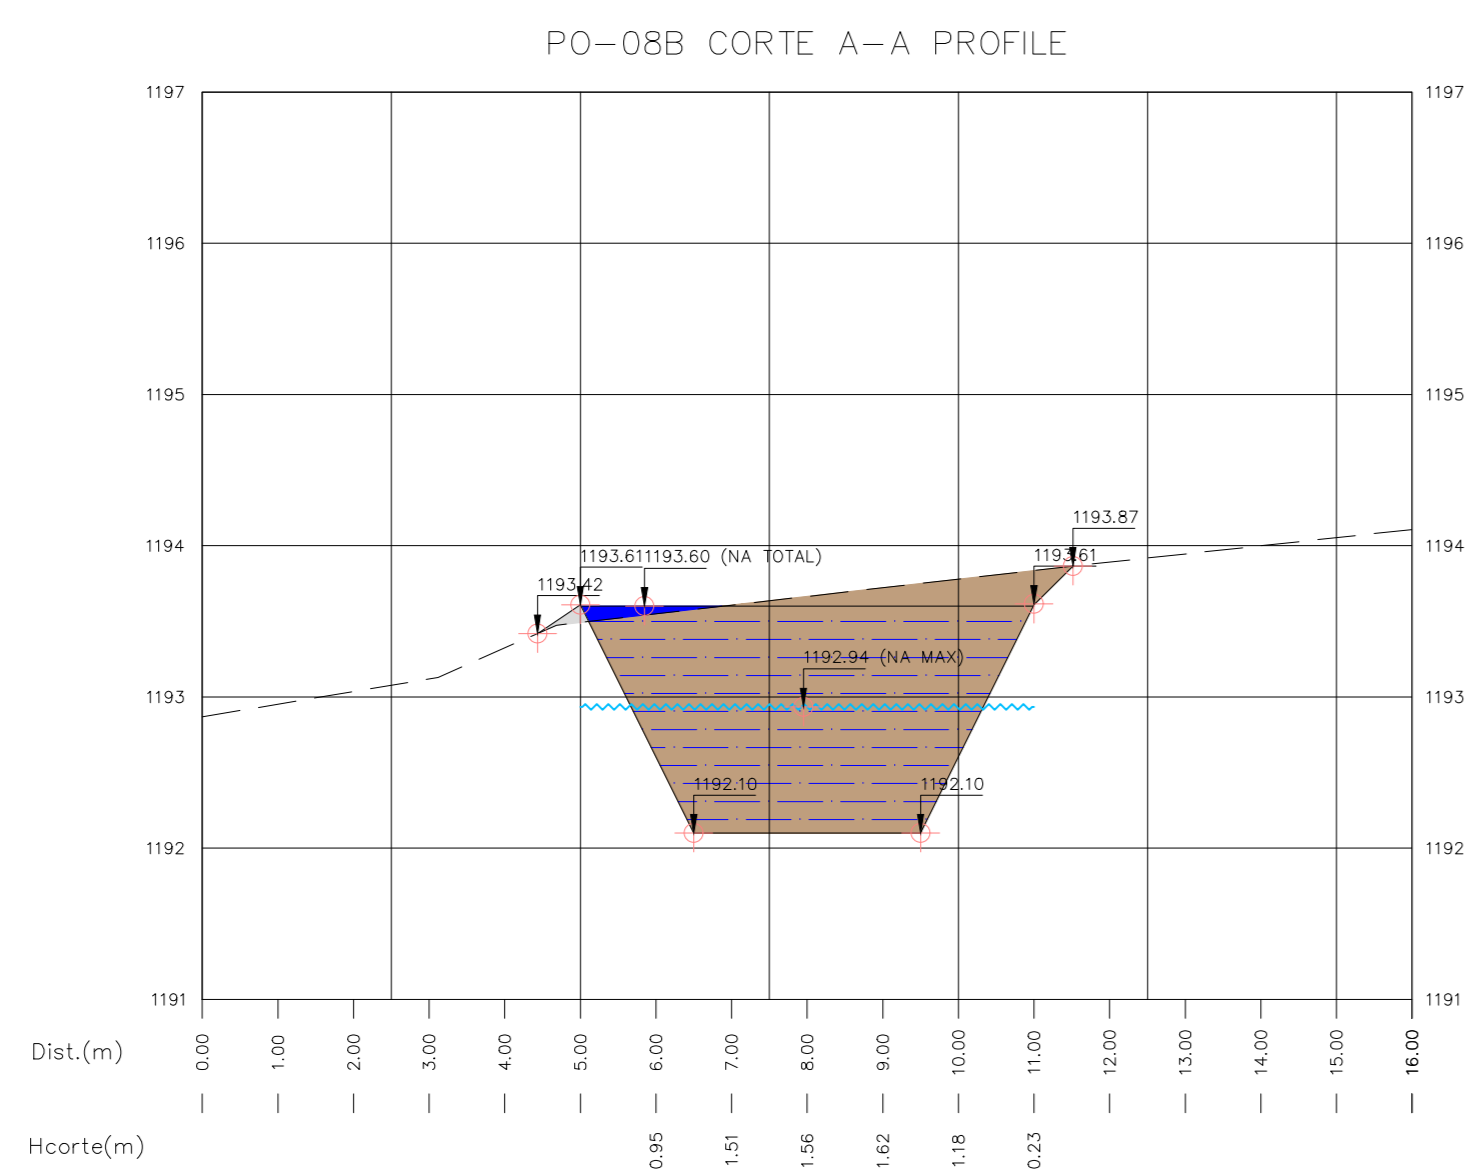 PO-08B CORTE A-A PROFILE
1197 1197
1196 1196
1195 1195
1194 1194
1193 1193
1192 1192
1191 1191
1193.87
1193.61 1193.60 (NA TOTAL) 1193.61
1193.42
1192.94 (NA MAX)
1192.10 1192.10
Dist.(m) 0.00 1.00 2.00 3.00 4.00 5.00 6.00 7.00 8.00 9.00 10.00 11.00 12.00 13.00 14.00 15.00 16.00
Hcorte(m) 0.95 1.51 1.56 1.62 1.18 0.23